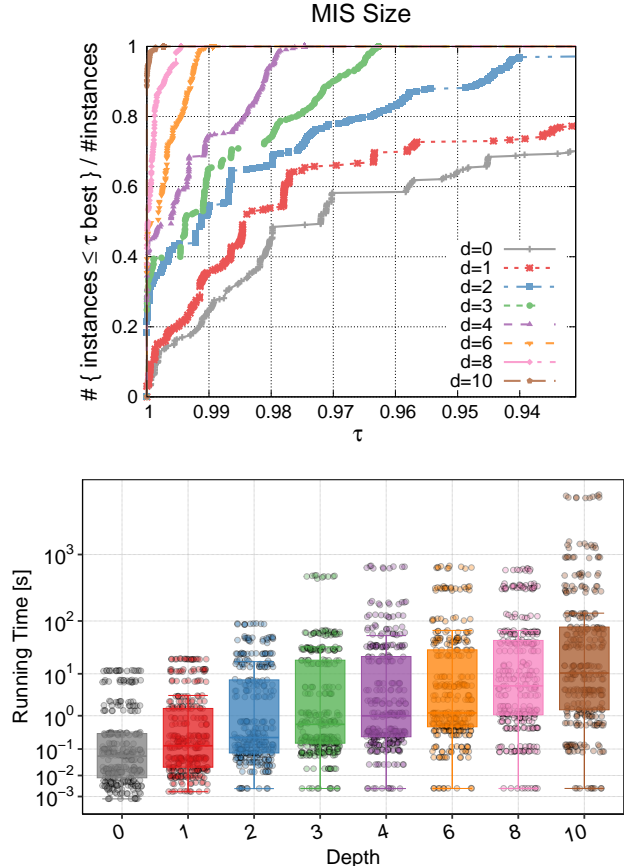 MIS Size
# { instances ≤ τ best } / #instances
1
0.8
0.6
0.4
0.2
0
d=0
d=1
d=2
d=3
d=4
d=6
d=8
d=10
1 0.99 0.98 0.97 0.96 0.95 0.94
τ
Running Time [s]
10³
10²
10¹
10⁰
10⁻¹
10⁻²
10⁻³
0 1 2 3 4 6 8 10
Depth